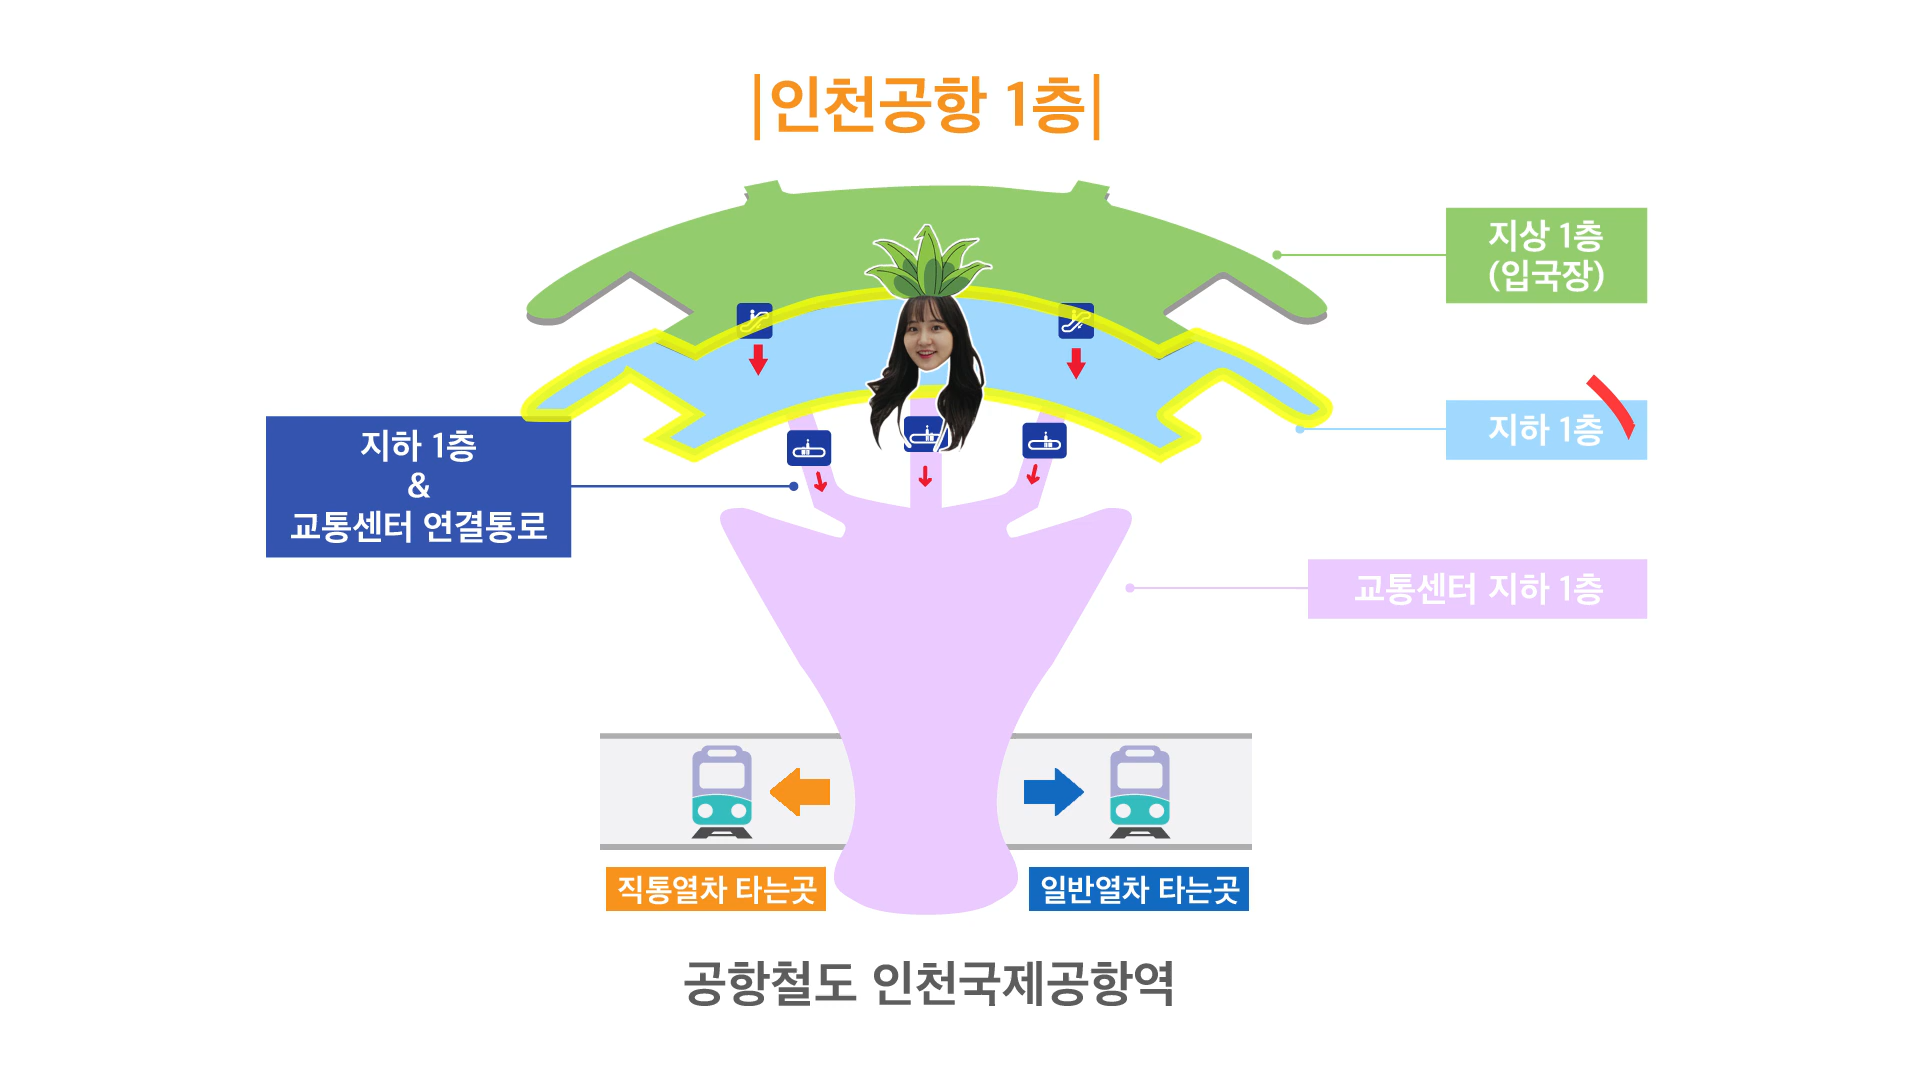 |인천공항 1층|
지상 1층
(입국장)
지하 1층
지하 1층
&
교통센터 연결통로
교통센터 지하 1층
직통열차 타는곳
일반열차 타는곳
공항철도 인천국제공항역